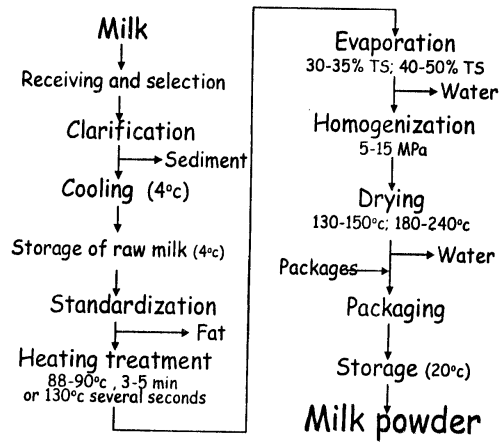 Milk
Receiving and selection
Clarification
Sediment
Cooling (4°c)
Storage of raw milk (4°c)
Standardization
Fat
Heating treatment
88-90°c , 3-5 min
or 130°c several seconds
Evaporation
30-35% TS; 40-50% TS
Water
Homogenization
5-15 MPa
Drying
130-150°c; 180-240°c
Water
Packages
Packaging
Storage (20°c)
Milk powder